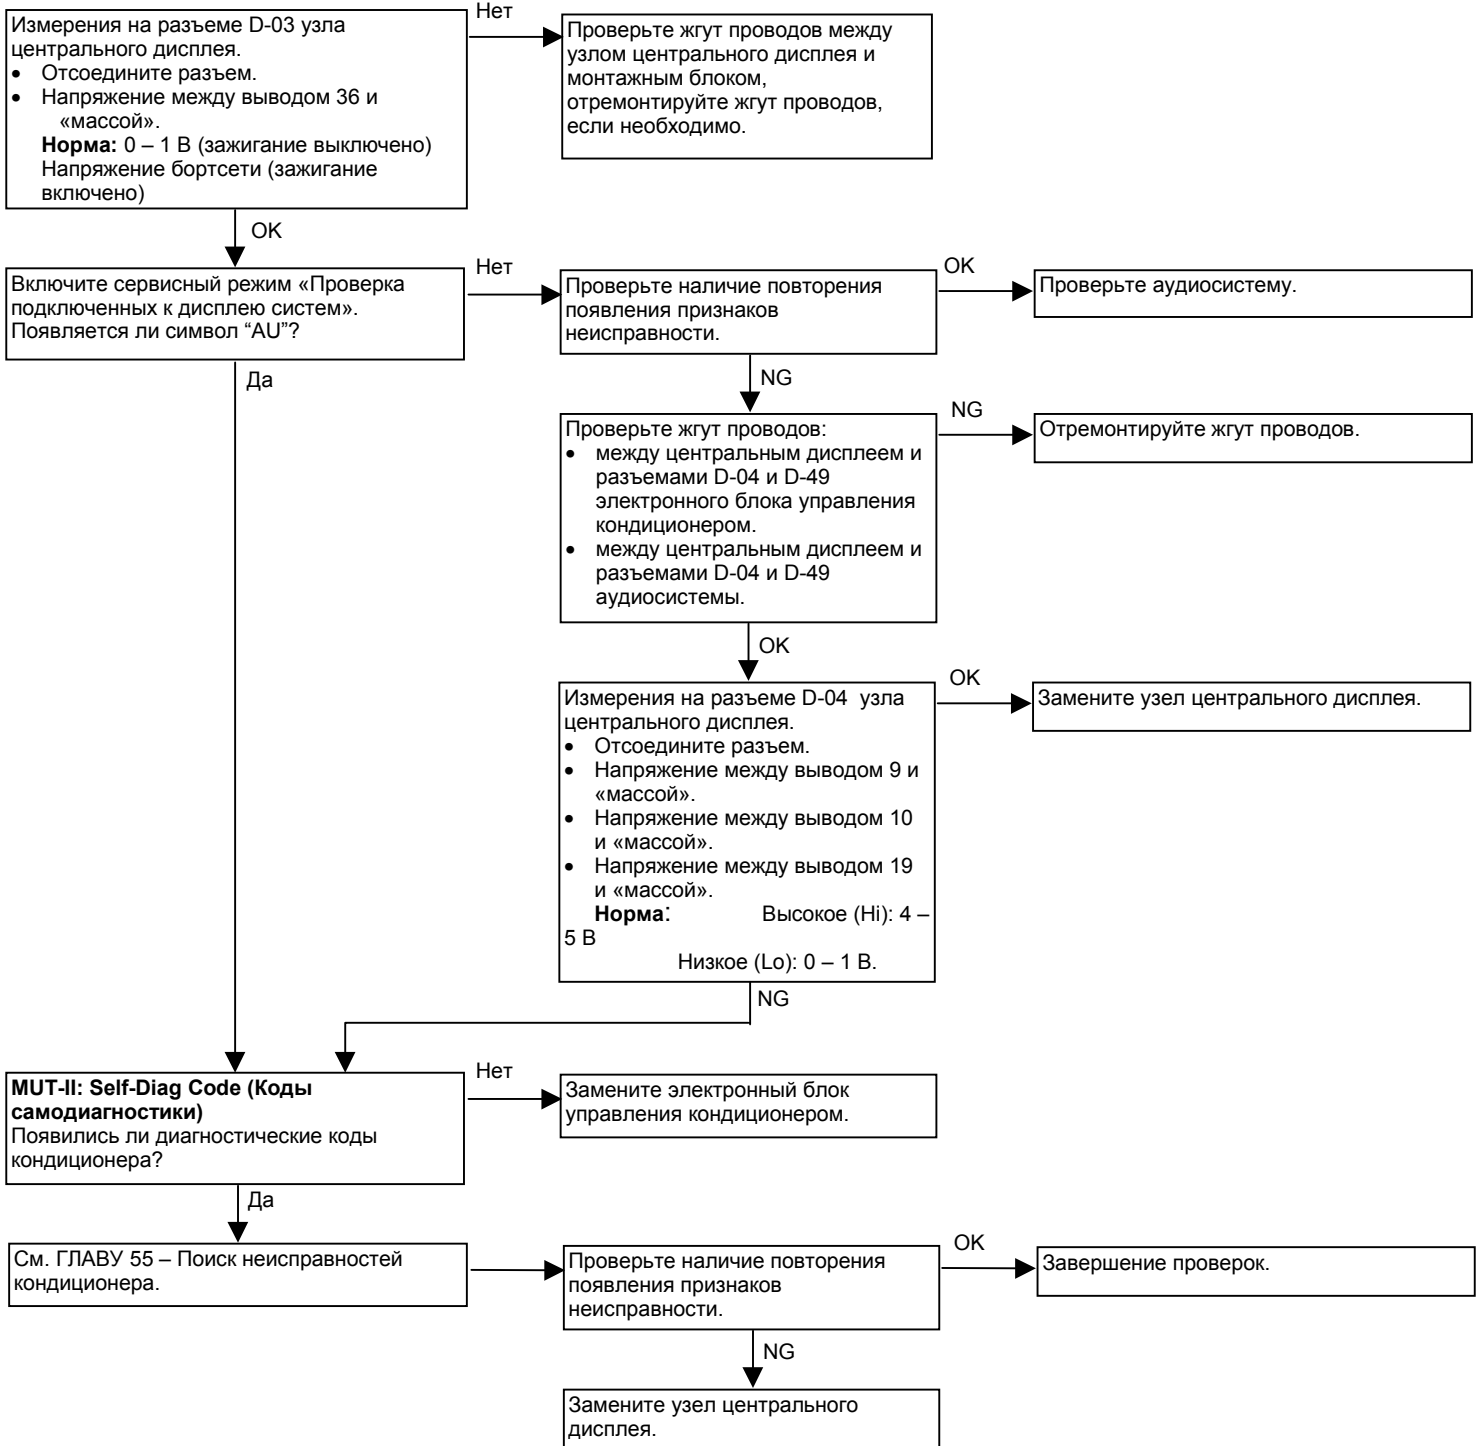 Измерения на разъеме D-03 узла
центрального дисплея.
• Отсоедините разъем.
• Напряжение между выводом 36 и
«массой».
Норма: 0 – 1 В (зажигание выключено)
Напряжение бортсети (зажигание
включено)
Нет
Проверьте жгут проводов между
узлом центрального дисплея и
монтажным блоком,
отремонтируйте жгут проводов,
если необходимо.
OK
Включите сервисный режим «Проверка
подключенных к дисплею систем».
Появляется ли символ “AU”?
Нет
Проверьте наличие повторения
появления признаков
неисправности.
OK
Проверьте аудиосистему.
Да
NG
Проверьте жгут проводов:
• между центральным дисплеем и
разъемами D-04 и D-49
электронного блока управления
кондиционером.
• между центральным дисплеем и
разъемами D-04 и D-49
аудиосистемы.
NG
Отремонтируйте жгут проводов.
OK
Измерения на разъеме D-04 узла
центрального дисплея.
• Отсоедините разъем.
• Напряжение между выводом 9 и
«массой».
• Напряжение между выводом 10
и «массой».
• Напряжение между выводом 19
и «массой».
Норма: Высокое (Hi): 4 –
5 В
Низкое (Lo): 0 – 1 В.
OK
Замените узел центрального дисплея.
NG
MUT-II: Self-Diag Code (Коды
самодиагностики)
Появились ли диагностические коды
кондиционера?
Нет
Замените электронный блок
управления кондиционером.
Да
См. ГЛАВУ 55 – Поиск неисправностей
кондиционера.
Проверьте наличие повторения
появления признаков
неисправности.
OK
Завершение проверок.
NG
Замените узел центрального
дисплея.